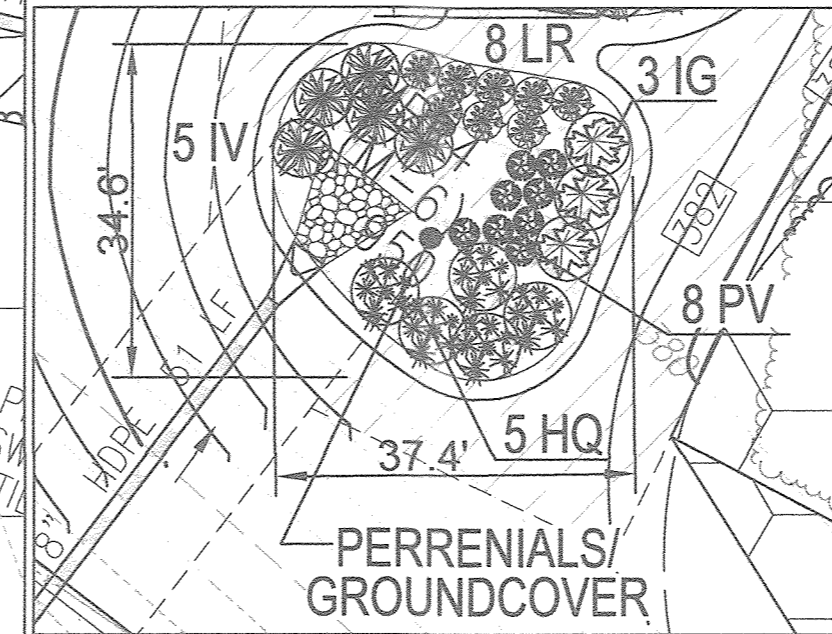 8 LR
3 IG
5 IV
34.6'
382
8 PV
8" HDPE 51 LF
5 HQ
37.4'
PERRENIALS/
GROUNDCOVER